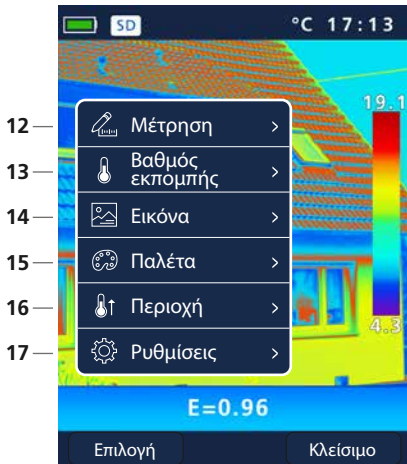 SD °C 17:13
19.1
12 Μέτρηση >
13 Βαθμός
εκπομπής >
14 Εικόνα >
15 Παλέτα >
16 Περιοχή >
17 Ρυθμίσεις >
4.3
E=0.96
Επιλογή Κλείσιμο